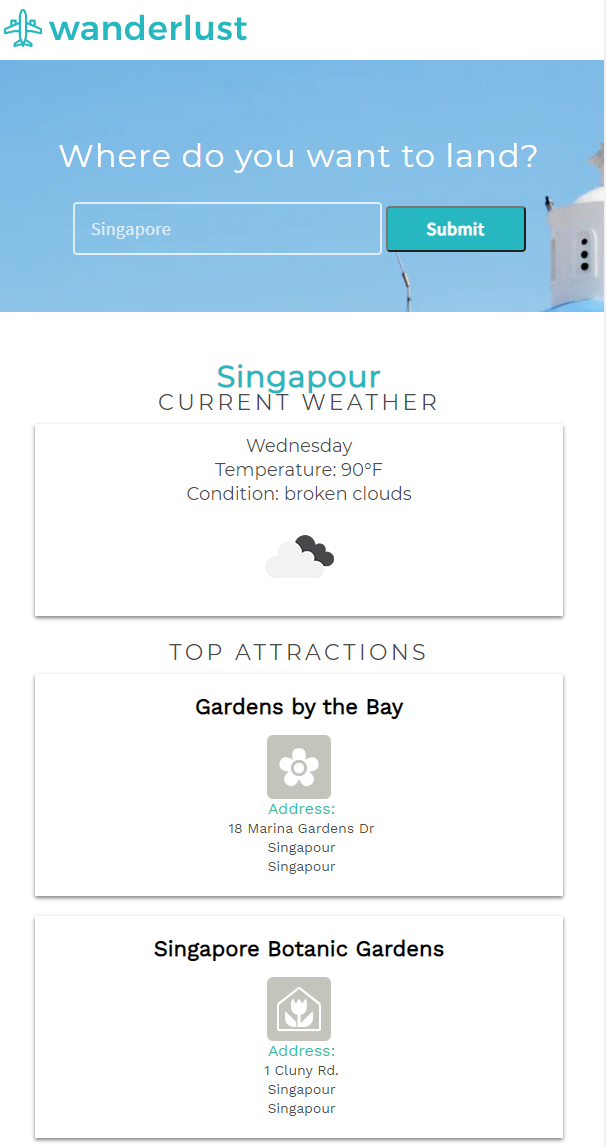 wanderlust
Where do you want to land?
Singapore
Submit
Singapour
CURRENT WEATHER
Wednesday
Temperature: 90°F
Condition: broken clouds
TOP ATTRACTIONS
Gardens by the Bay
Address:
18 Marina Gardens Dr
Singapour
Singapour
Singapore Botanic Gardens
Address:
1 Cluny Rd.
Singapour
Singapour